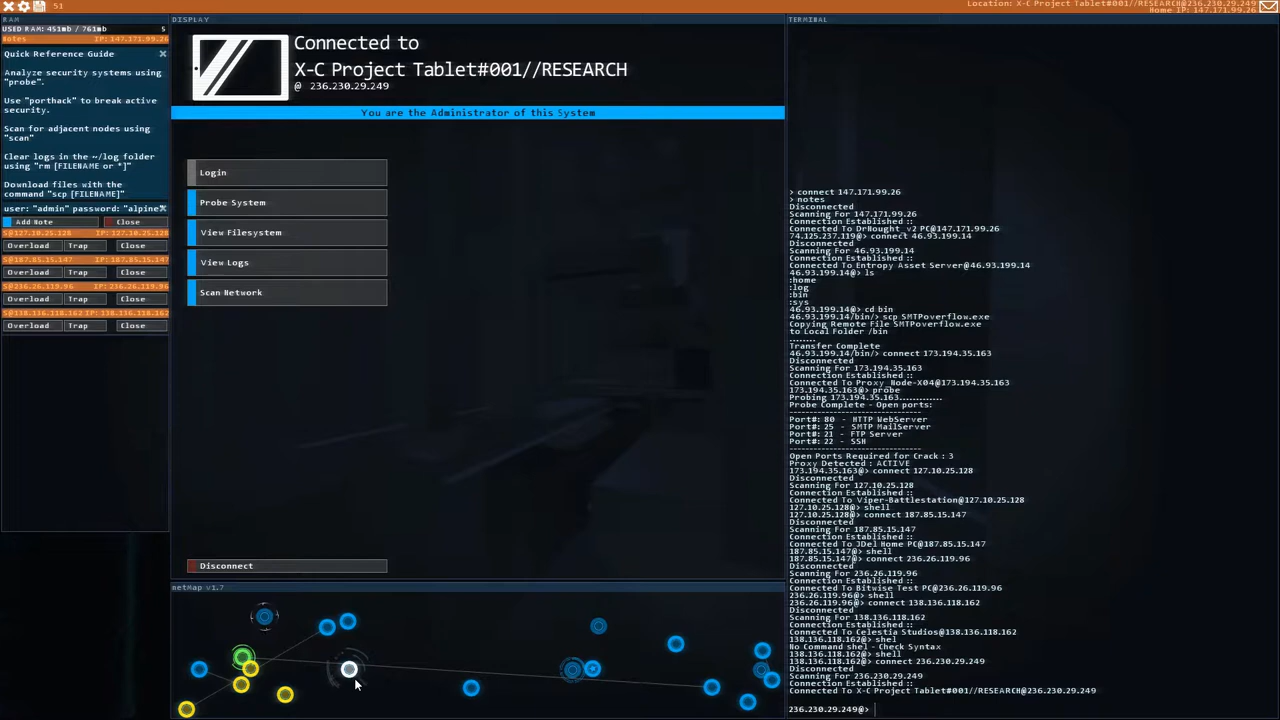 51
Location: X-C Project Tablet#001//RESEARCH@236.230.29.249
Home IP: 147.171.99.26
RAM
USED RAM: 451mb / 761mb 5
Notes IP: 147.171.99.26
Quick Reference Guide
Analyze security systems using
"probe".
Use "porthack" to break active
security.
Scan for adjacent nodes using
"scan"
Clear logs in the ~/log folder
using "rm [FILENAME or *]"
Download files with the
command "scp [FILENAME]"
user: "admin" password: "alpine"
Add Note Close
S@127.10.25.128 IP: 127.10.25.128
Overload Trap Close
S@187.85.15.147 IP: 187.85.15.147
Overload Trap Close
S@236.26.119.96 IP: 236.26.119.96
Overload Trap Close
S@138.136.118.162 IP: 138.136.118.162
Overload Trap Close
DISPLAY
Connected to
X-C Project Tablet#001//RESEARCH
@ 236.230.29.249
You are the Administrator of this System
Login
Probe System
View Filesystem
View Logs
Scan Network
Disconnect
netMap v1.7
TERMINAL
> connect 147.171.99.26
> notes
Disconnected
Scanning For 147.171.99.26
Connection Established ::
Connected To DrNought_v2 PC@147.171.99.26
74.125.237.119@> connect 46.93.199.14
Disconnected
Scanning For 46.93.199.14
Connection Established ::
Connected To Entropy Asset Server@46.93.199.14
46.93.199.14@> ls
:home
:log
:bin
:sys
46.93.199.14@> cd bin
46.93.199.14/bin/> scp SMTPoverflow.exe
Copying Remote File SMTPoverflow.exe
to Local Folder /bin
........
Transfer Complete
46.93.199.14/bin/> connect 173.194.35.163
Disconnected
Scanning For 173.194.35.163
Connection Established ::
Connected To Proxy_Node-X04@173.194.35.163
173.194.35.163@> probe
Probing 173.194.35.163.............
Probe Complete - Open ports:
---------------------------------
Port#: 80 - HTTP WebServer
Port#: 25 - SMTP MailServer
Port#: 21 - FTP Server
Port#: 22 - SSH
---------------------------------
Open Ports Required for Crack : 3
Proxy Detected : ACTIVE
173.194.35.163@> connect 127.10.25.128
Disconnected
Scanning For 127.10.25.128
Connection Established ::
Connected To Viper-Battlestation@127.10.25.128
127.10.25.128@> shell
127.10.25.128@> connect 187.85.15.147
Disconnected
Scanning For 187.85.15.147
Connection Established ::
Connected To JDel Home PC@187.85.15.147
187.85.15.147@> shell
187.85.15.147@> connect 236.26.119.96
Disconnected
Scanning For 236.26.119.96
Connection Established ::
Connected To Bitwise Test PC@236.26.119.96
236.26.119.96@> shell
236.26.119.96@> connect 138.136.118.162
Disconnected
Scanning For 138.136.118.162
Connection Established ::
Connected To Celestia Studios@138.136.118.162
138.136.118.162@> shel
No Command shel - Check Syntax
138.136.118.162@> shell
138.136.118.162@> connect 236.230.29.249
Disconnected
Scanning For 236.230.29.249
Connection Established ::
Connected To X-C Project Tablet#001//RESEARCH@236.230.29.249
236.230.29.249@>